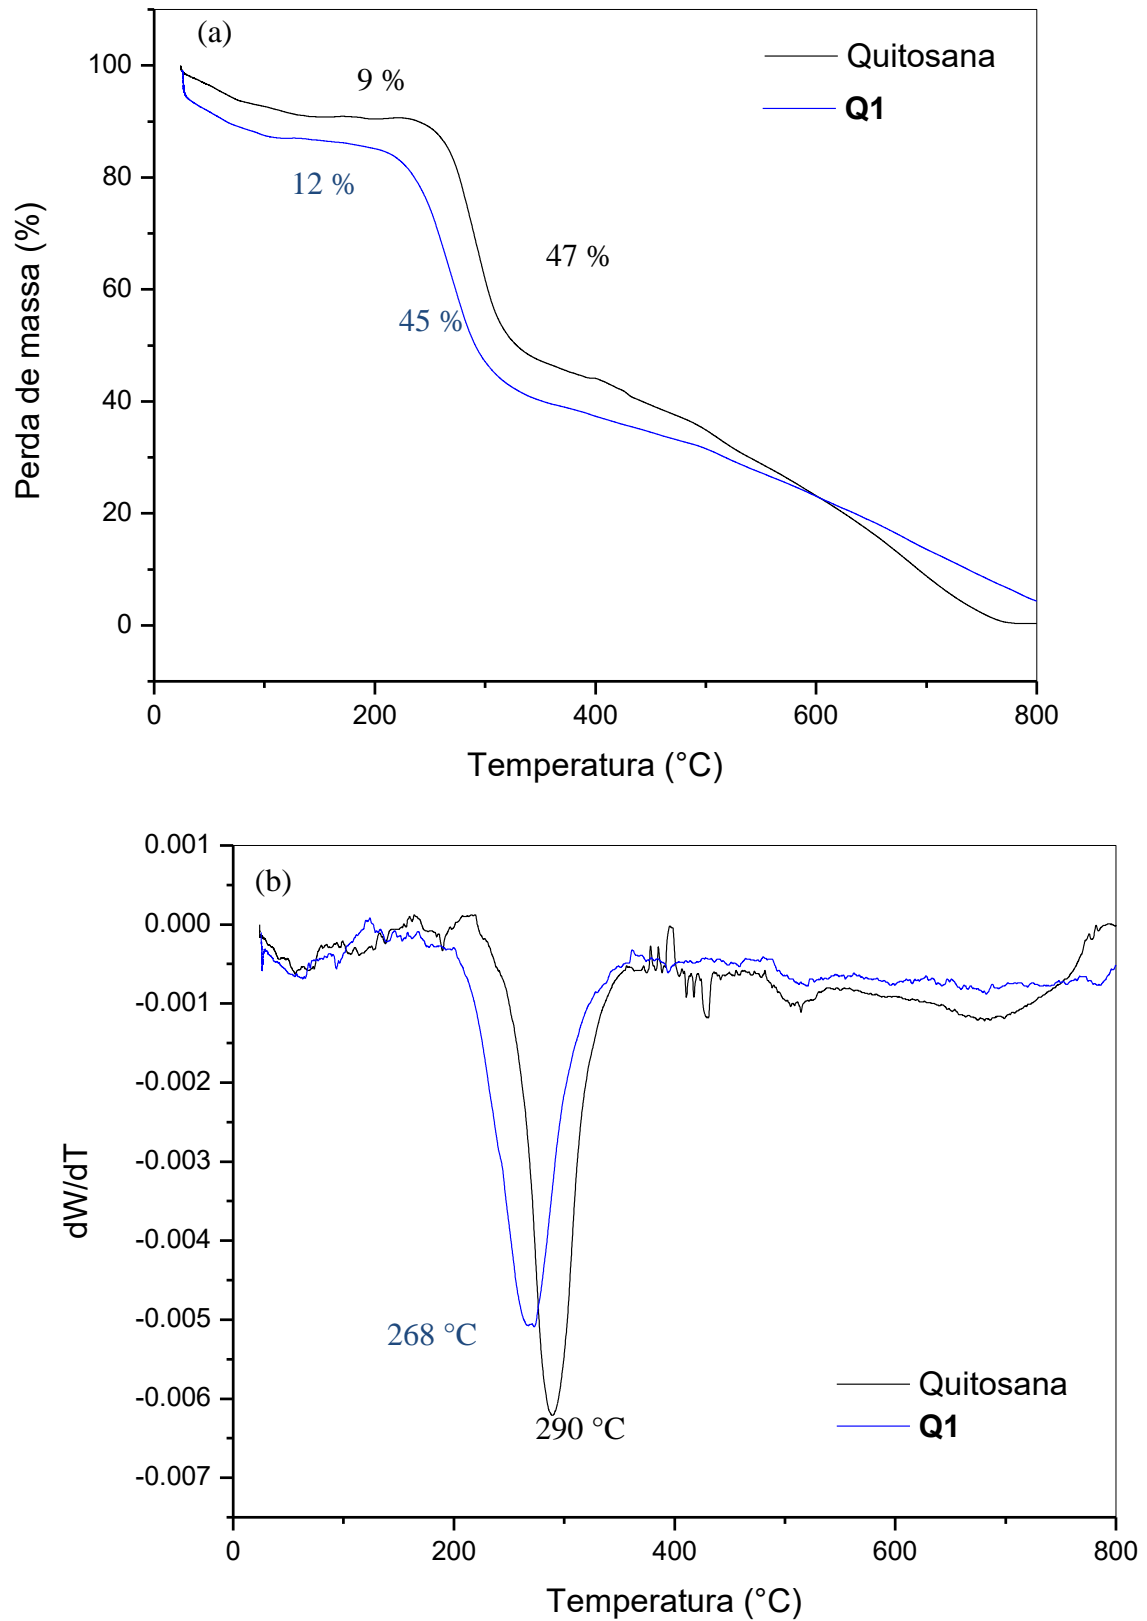 (a)
Quitosana
Q1
100
80
60
40
20
0
9 %
12 %
47 %
45 %
Perda de massa (%)
0 200 400 600 800
Temperatura (°C)
(b)
0.001
0.000
-0.001
-0.002
-0.003
-0.004
-0.005
-0.006
-0.007
dW/dT
268 °C
290 °C
Quitosana
Q1
0 200 400 600 800
Temperatura (°C)